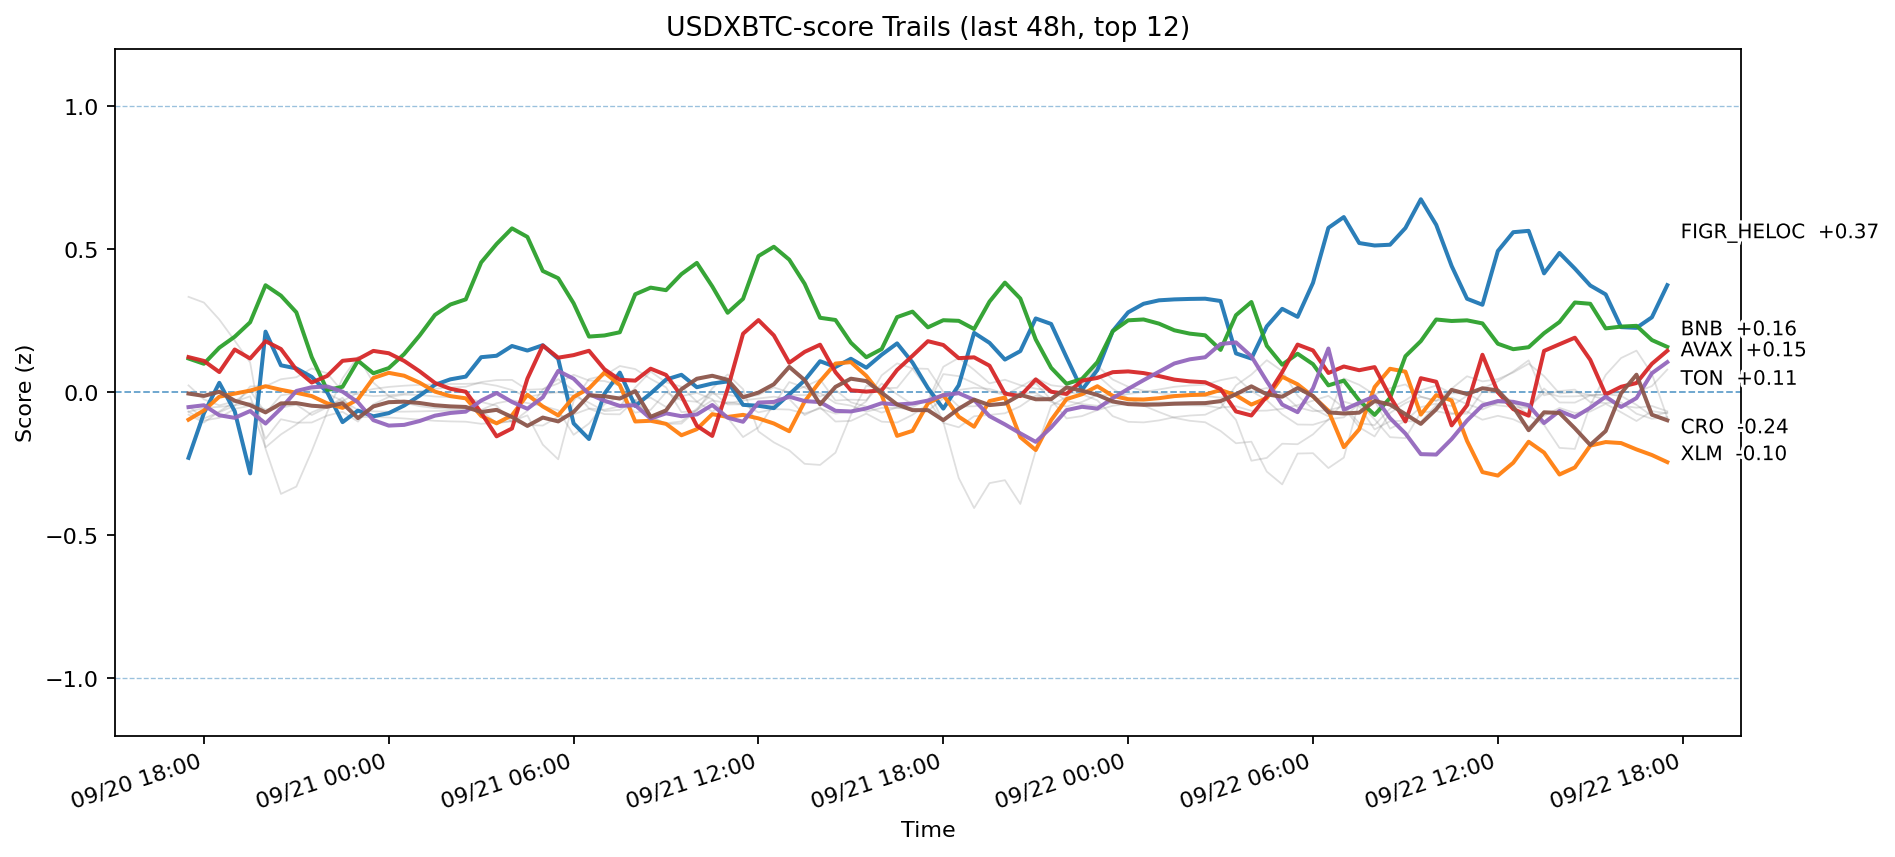 USDXBTC-score Trails (last 48h, top 12)
Score (z)
1.0
0.5
0.0
−0.5
−1.0
FIGR_HELOC +0.37
BNB +0.16
AVAX +0.15
TON +0.11
CRO -0.24
XLM -0.10
09/20 18:00
09/21 00:00
09/21 06:00
09/21 12:00
09/21 18:00
09/22 00:00
09/22 06:00
09/22 12:00
09/22 18:00
Time